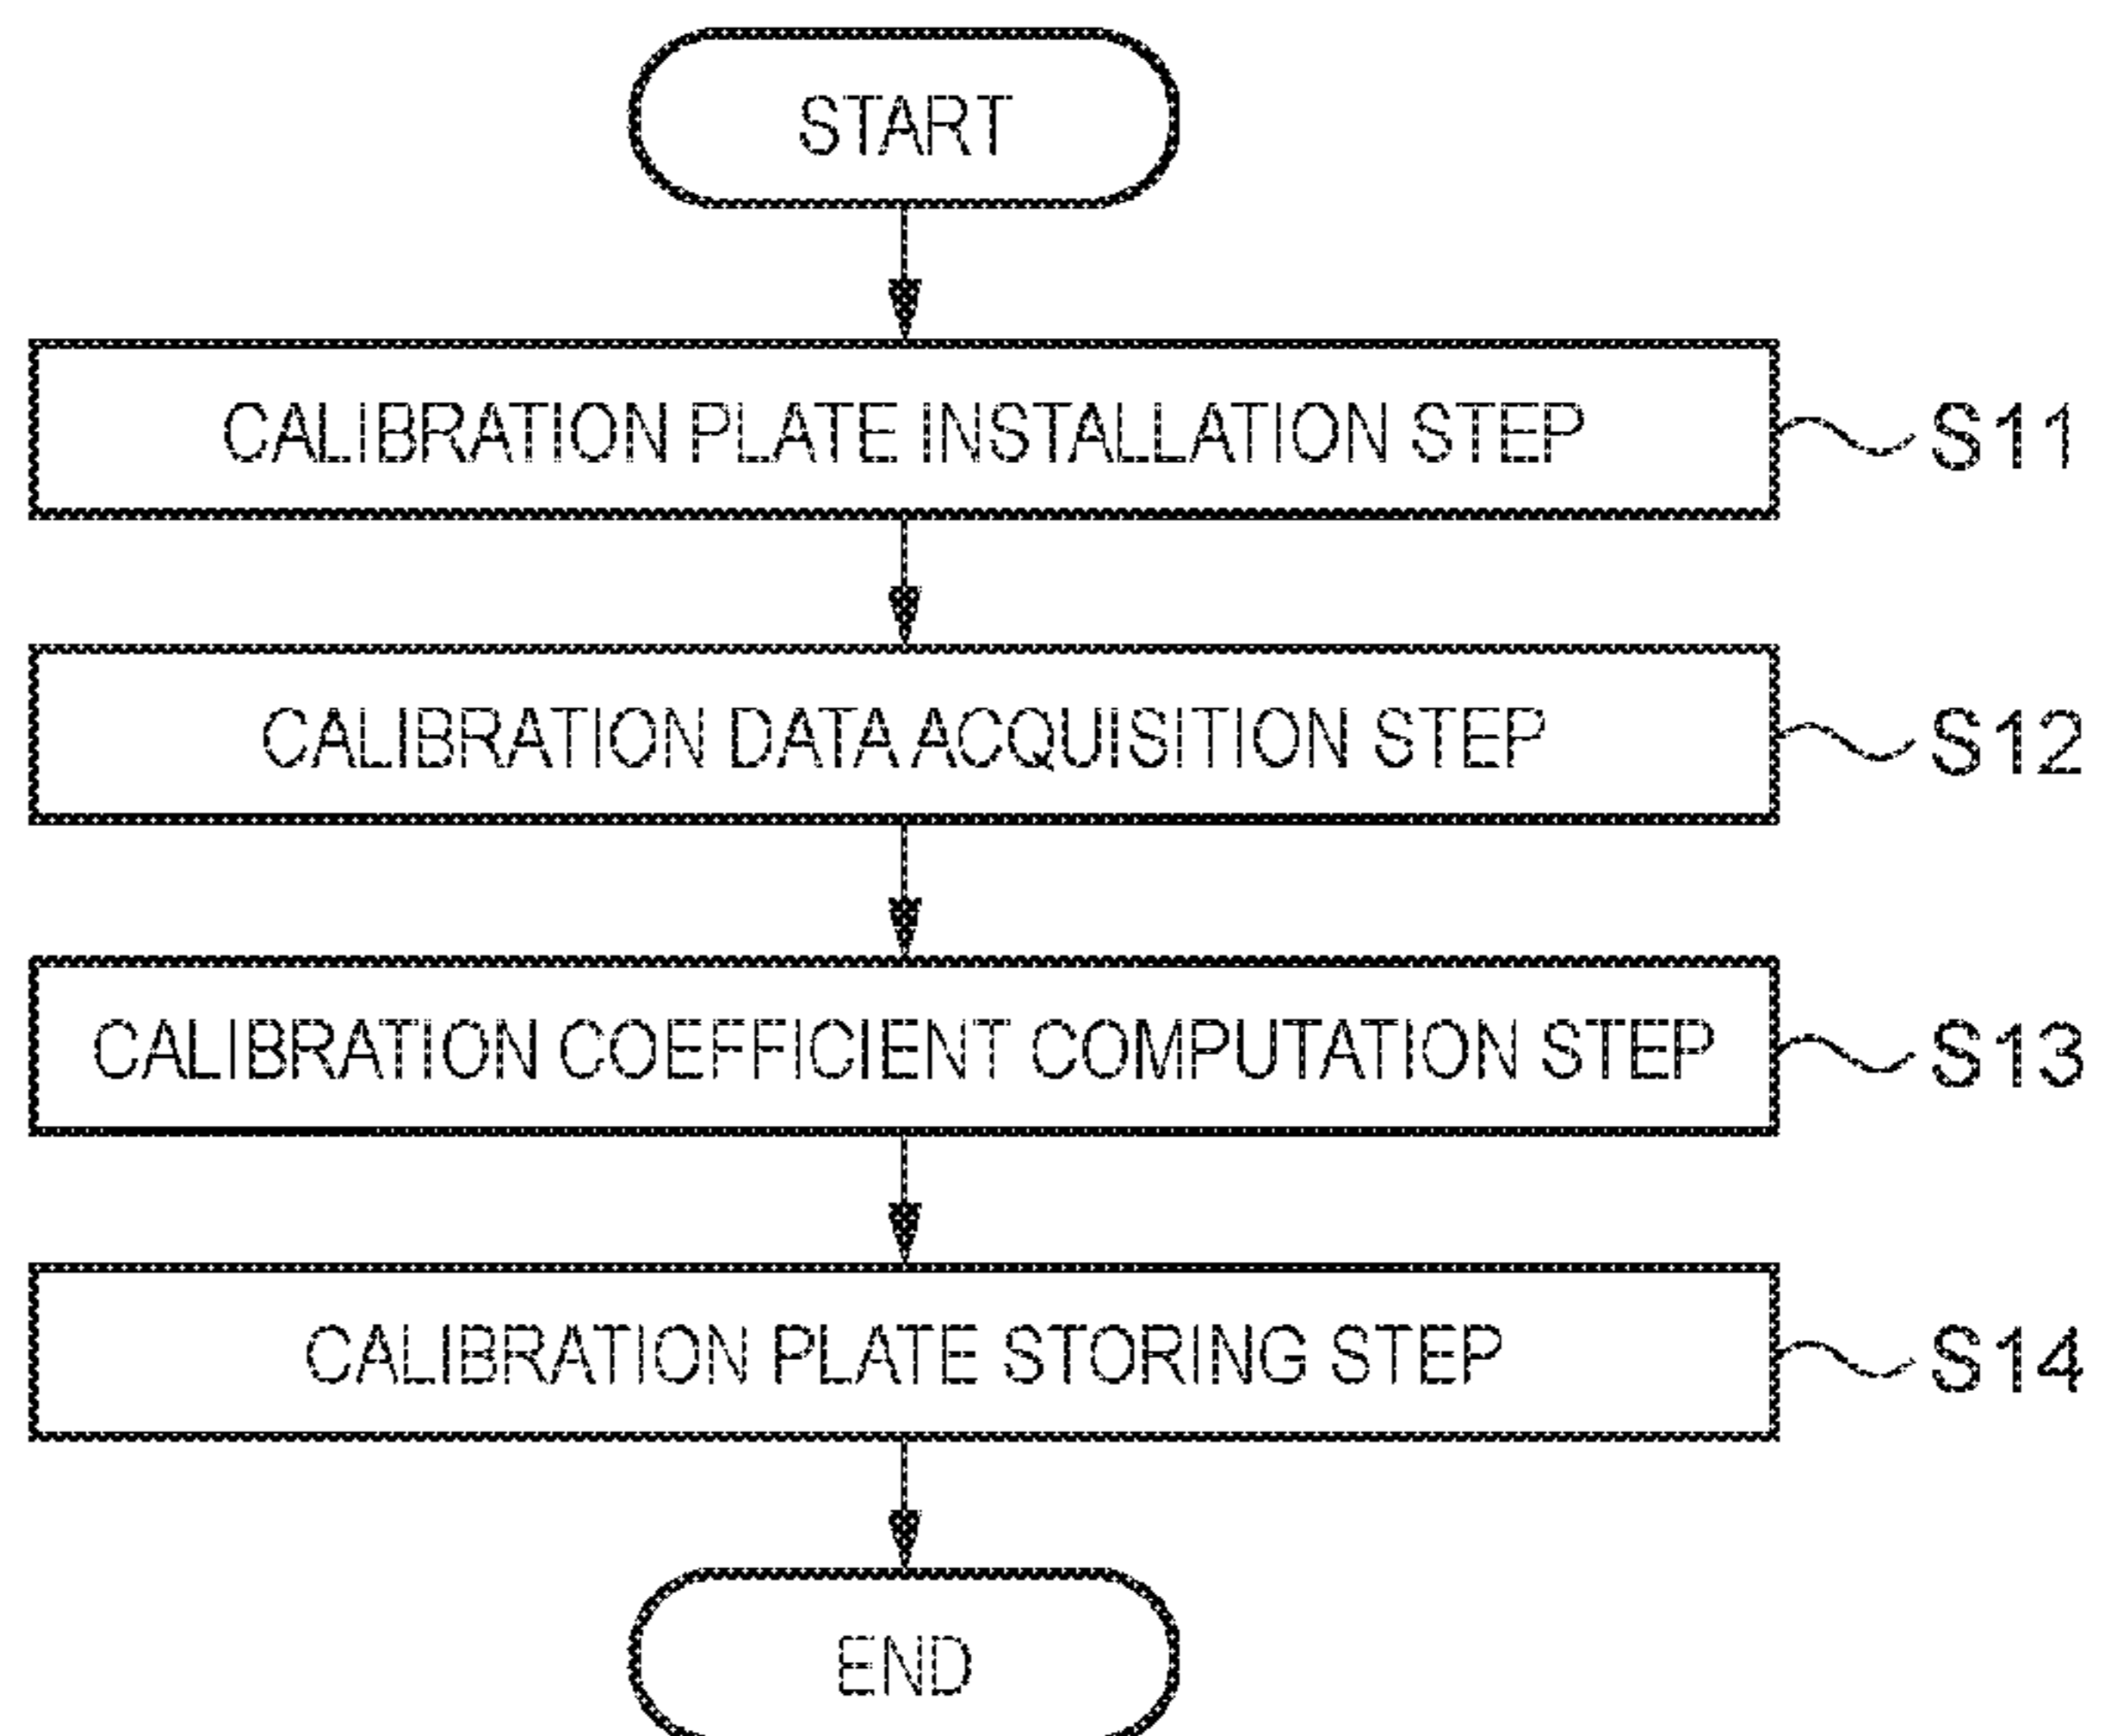 START
CALIBRATION PLATE INSTALLATION STEP S11
CALIBRATION DATA ACQUISITION STEP S12
CALIBRATION COEFFICIENT COMPUTATION STEP S13
CALIBRATION PLATE STORING STEP S14
END